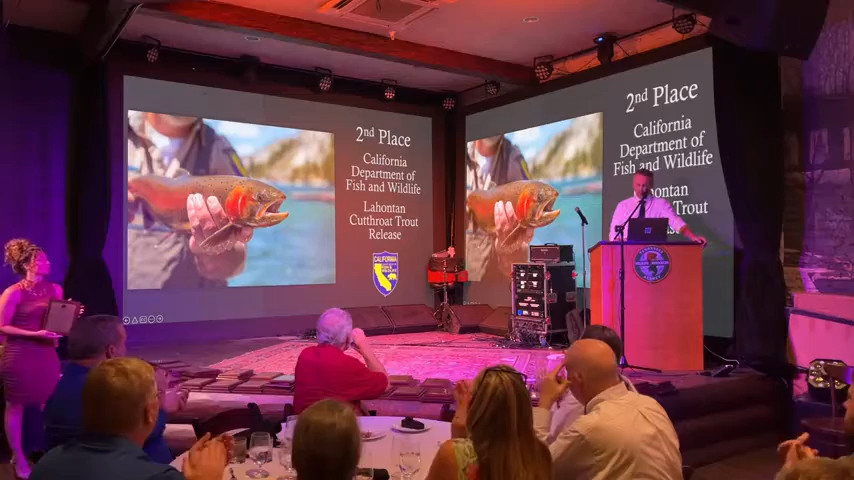 2nd Place
California
Department of
Fish and Wildlife
Lahontan
Cutthroat Trout
Release
CALIFORNIA
2nd Place
California
Department of
Fish and Wildlife
Trout